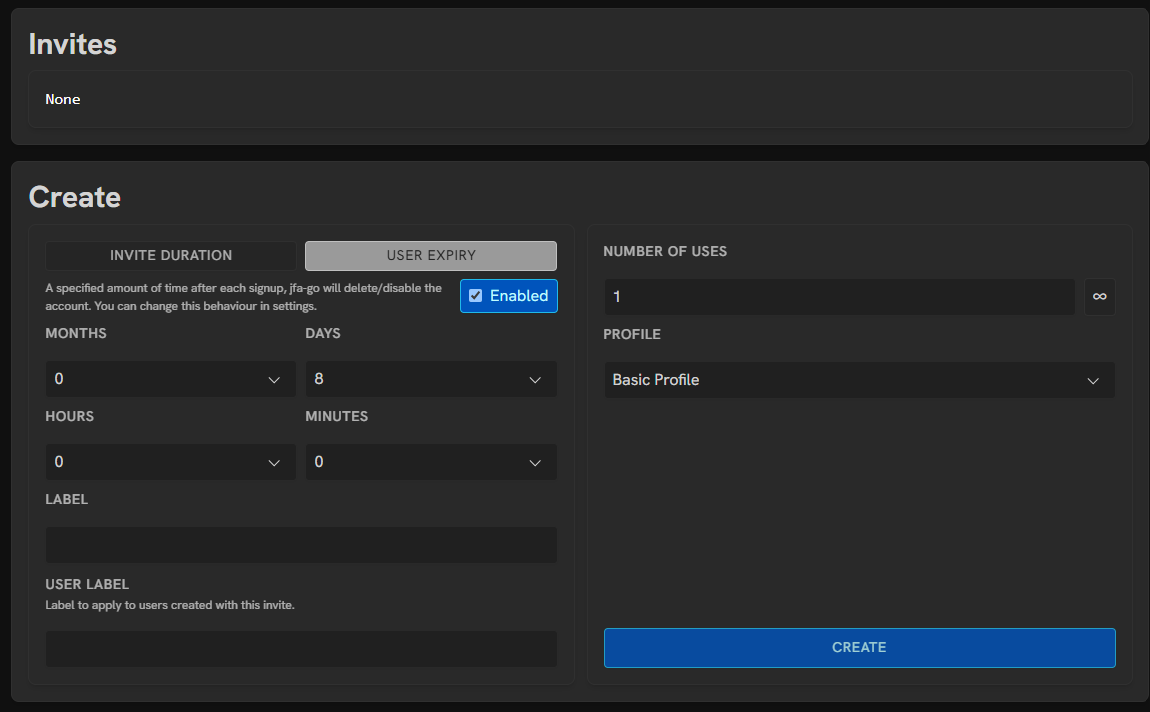 Invites
None
Create
INVITE DURATION
USER EXPIRY
A specified amount of time after each signup, jfa-go will delete/disable the
account. You can change this behaviour in settings.
Enabled
MONTHS
DAYS
0
8
HOURS
MINUTES
0
0
LABEL
USER LABEL
Label to apply to users created with this invite.
NUMBER OF USES
1
∞
PROFILE
Basic Profile
CREATE